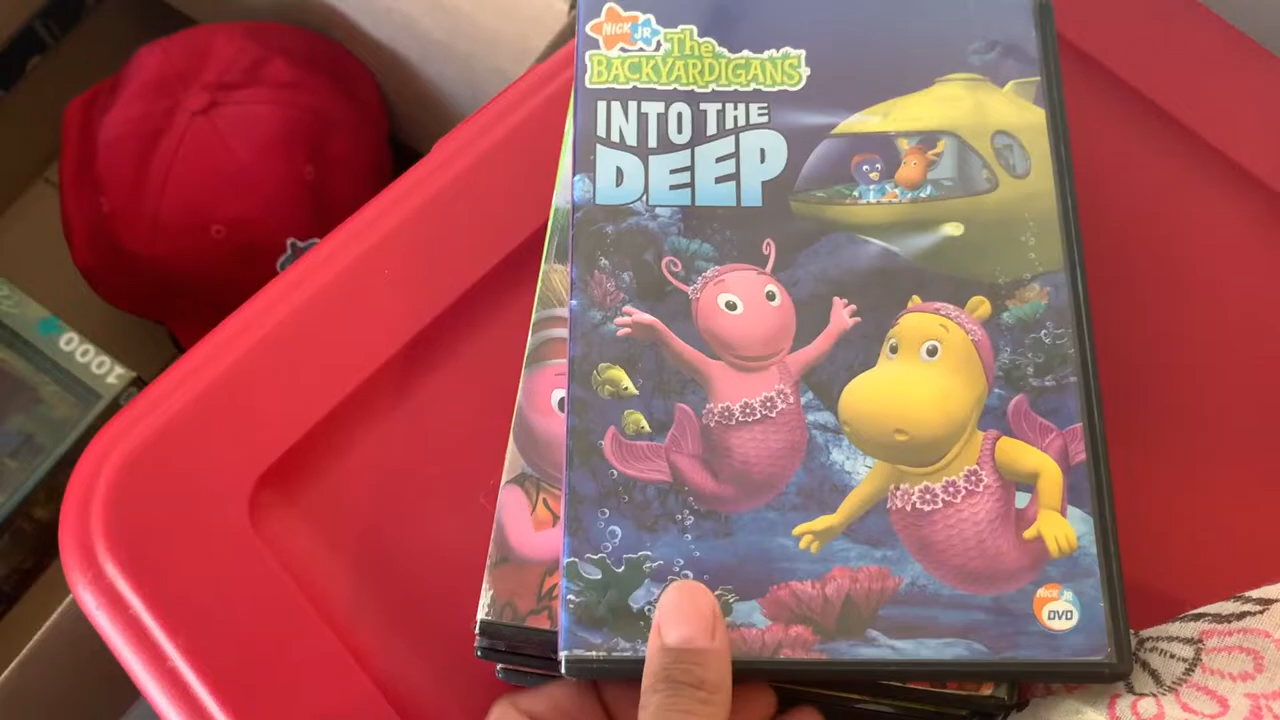 NICK JR
The
BACKYARDIGANS
INTO THE
DEEP
1000
NICK JR
DVD